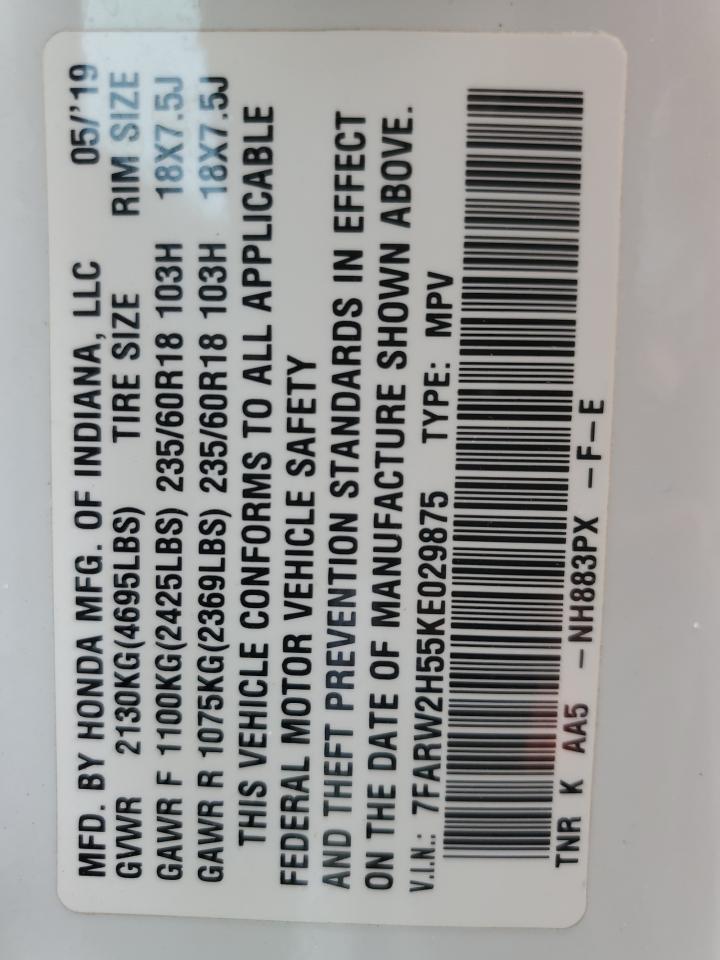 MFD. BY HONDA MFG. OF INDIANA, LLC 05/'19
GVWR 2130KG(4695LBS) TIRE SIZE RIM SIZE
GAWR F 1100KG(2425LBS) 235/60R18 103H 18X7.5J
GAWR R 1075KG(2369LBS) 235/60R18 103H 18X7.5J
THIS VEHICLE CONFORMS TO ALL APPLICABLE
FEDERAL MOTOR VEHICLE SAFETY
AND THEFT PREVENTION STANDARDS IN EFFECT
ON THE DATE OF MANUFACTURE SHOWN ABOVE.
V.I.N.: 7FARW2H55KE029875 TYPE: MPV
TNR K AA5 -NH883PX -F-E